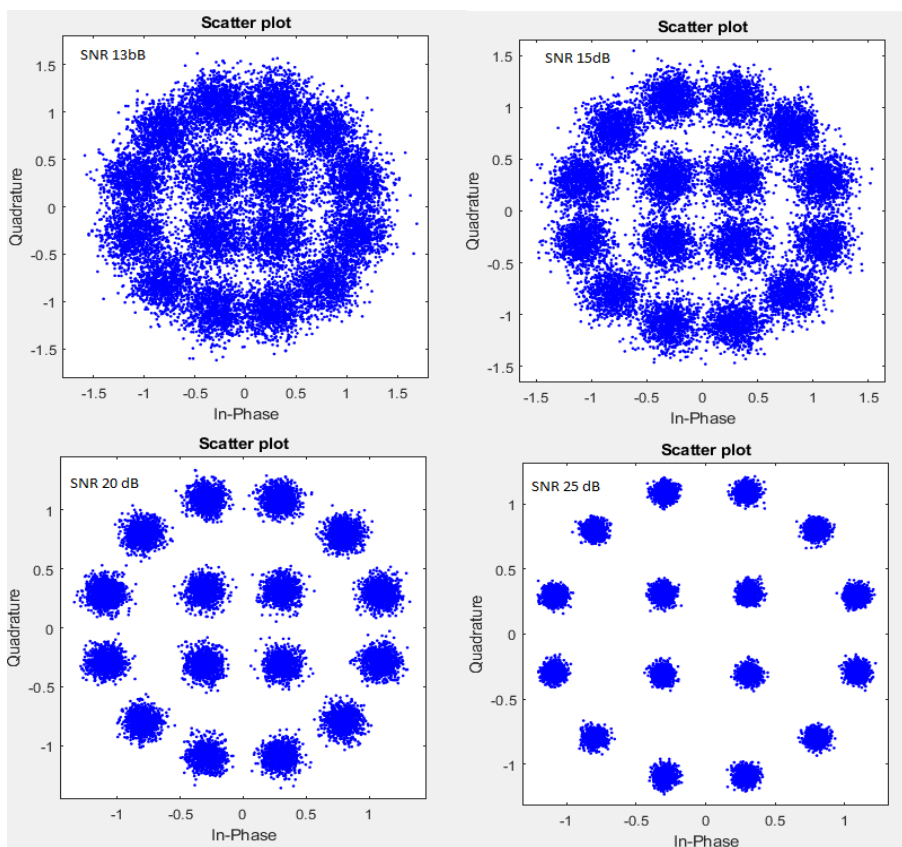 Scatter plot
SNR 13bB
1.5
1
0.5
0
-0.5
-1
-1.5
Quadrature
-1.5 -1 -0.5 0 0.5 1 1.5
In-Phase
Scatter plot
SNR 15dB
1.5
1
0.5
0
-0.5
-1
-1.5
Quadrature
-1.5 -1 -0.5 0 0.5 1 1.5
In-Phase
Scatter plot
SNR 20 dB
1
0.5
0
-0.5
-1
Quadrature
-1 -0.5 0 0.5 1
In-Phase
Scatter plot
SNR 25 dB
1
0.5
0
-0.5
-1
Quadrature
-1 -0.5 0 0.5 1
In-Phase